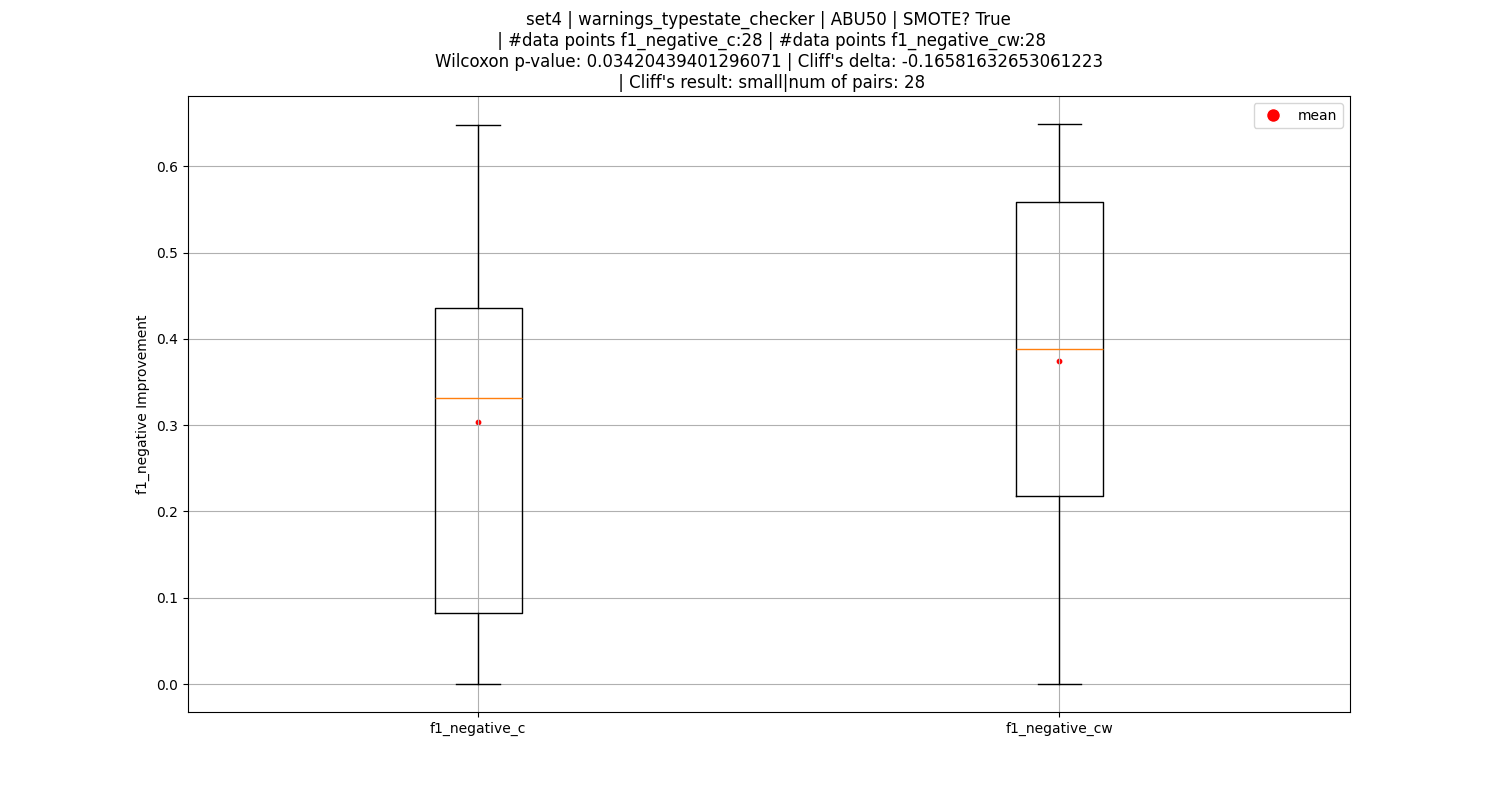 set4 | warnings_typestate_checker | ABU50 | SMOTE? True
| #data points f1_negative_c:28 | #data points f1_negative_cw:28
Wilcoxon p-value: 0.03420439401296071 | Cliff's delta: -0.16581632653061223
| Cliff's result: small|num of pairs: 28
mean
0.6
0.5
0.4
0.3
0.2
0.1
0.0
f1_negative Improvement
f1_negative_c
f1_negative_cw